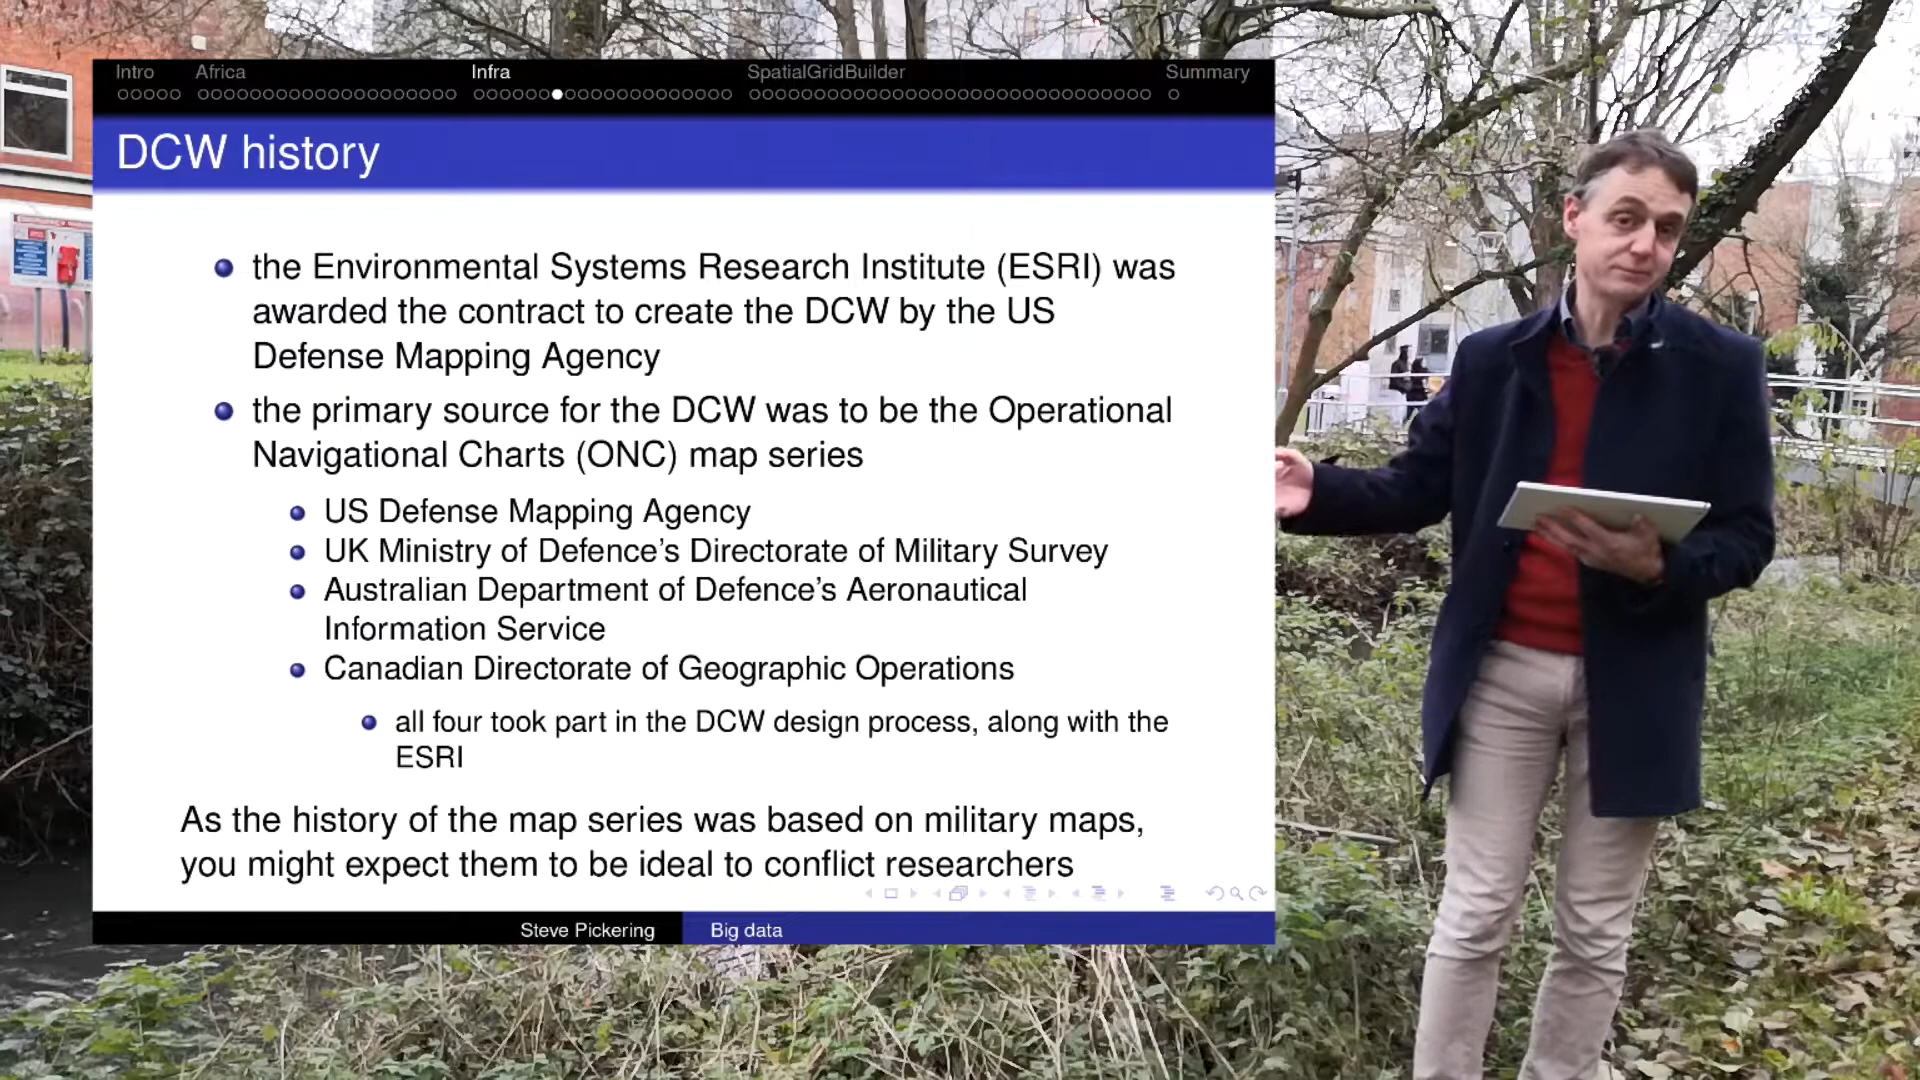 Intro Africa Infra SpatialGridBuilder Summary
DCW history
the Environmental Systems Research Institute (ESRI) was
awarded the contract to create the DCW by the US
Defense Mapping Agency
the primary source for the DCW was to be the Operational
Navigational Charts (ONC) map series
US Defense Mapping Agency
UK Ministry of Defence's Directorate of Military Survey
Australian Department of Defence's Aeronautical
Information Service
Canadian Directorate of Geographic Operations
all four took part in the DCW design process, along with the
ESRI
As the history of the map series was based on military maps,
you might expect them to be ideal to conflict researchers
Steve Pickering Big data